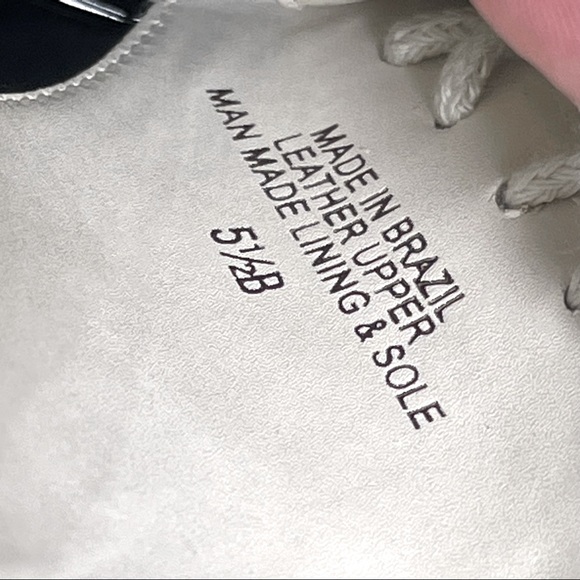 MADE IN BRAZIL
LEATHER UPPER
MAN MADE LINING & SOLE
5½B